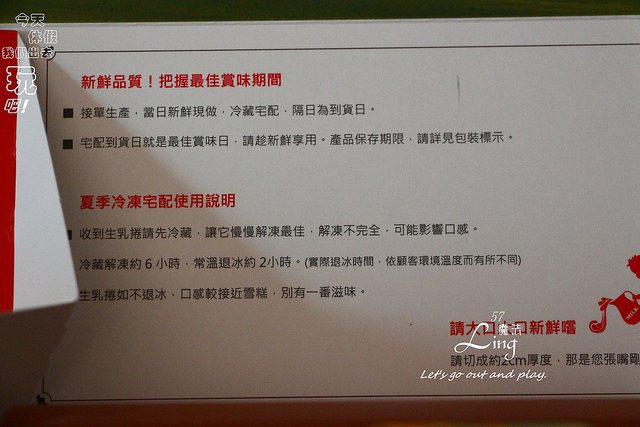 今天
休假
我們出去
玩
吧!
新鮮品質！把握最佳賞味期間
■ 接單生產，當日新鮮現做，冷藏宅配，隔日為到貨日。
■ 宅配到貨日就是最佳賞味日，請趁新鮮享用。產品保存期限，請詳見包裝標示。
夏季冷凍宅配使用說明
收到生乳捲請先冷藏，讓它慢慢解凍最佳，解凍不完全，可能影響口感。
冷藏解凍約 6 小時，常溫退冰約 2小時。(實際退冰時間，依顧客環境溫度而有所不同)
生乳捲如不退冰，口感較接近雪糕，別有一番滋味。
請大口大口新鮮嚐
請切成約2cm厚度，那是您張嘴剛
MILK
57
魔法
Ling
Let's go out and play.